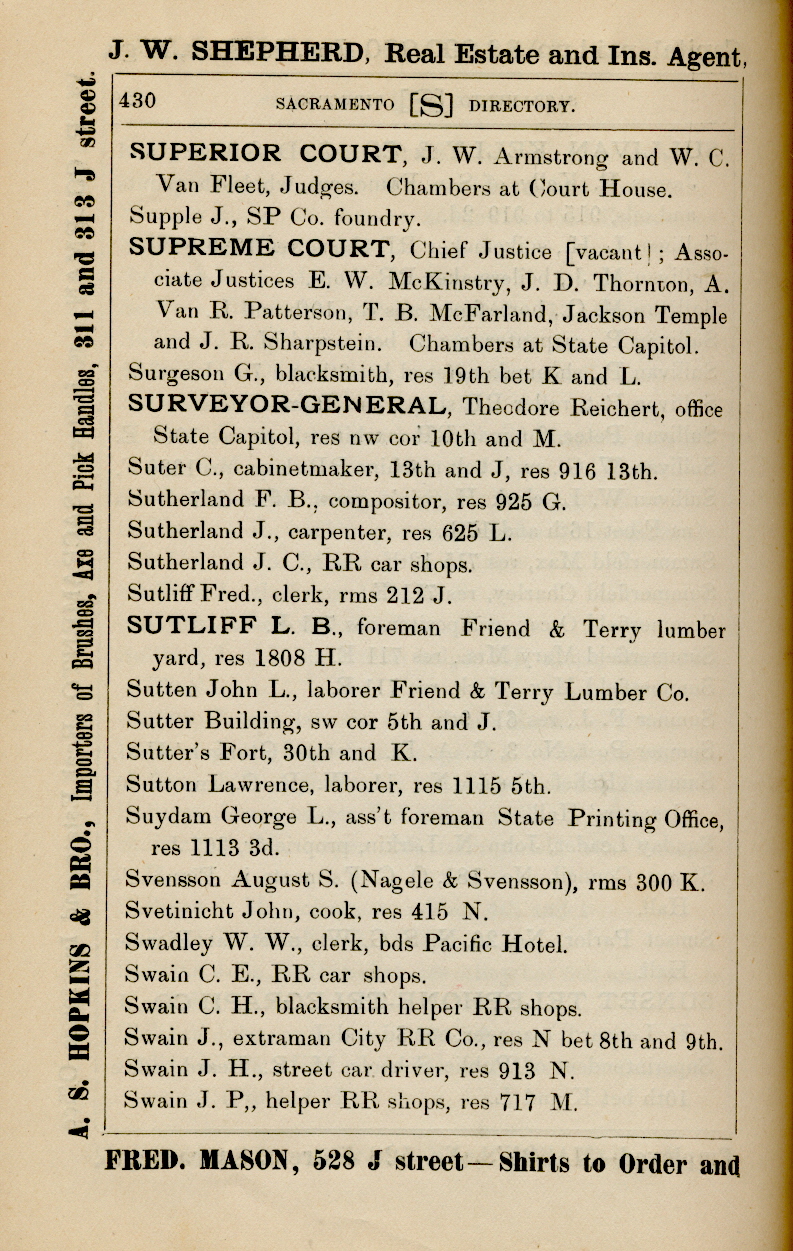 J. W. SHEPHERD, Real Estate and Ins. Agent,
430 SACRAMENTO [S] DIRECTORY.
SUPERIOR COURT, J. W. Armstrong and W. C.
Van Fleet, Judges. Chambers at Court House.
Supple J., SP Co. foundry.
SUPREME COURT, Chief Justice [vacant] ; Asso-
ciate Justices E. W. McKinstry, J. D. Thornton, A.
Van R. Patterson, T. B. McFarland, Jackson Temple
and J. R. Sharpstein. Chambers at State Capitol.
Surgeson G., blacksmith, res 19th bet K and L.
SURVEYOR-GENERAL, Theodore Reichert, office
State Capitol, res nw cor 10th and M.
Suter C., cabinetmaker, 13th and J, res 916 13th.
Sutherland F. B., compositor, res 925 G.
Sutherland J., carpenter, res 625 L.
Sutherland J. C., RR car shops.
Sutliff Fred., clerk, rms 212 J.
SUTLIFF L. B., foreman Friend & Terry lumber
yard, res 1808 H.
Sutten John L., laborer Friend & Terry Lumber Co.
Sutter Building, sw cor 5th and J.
Sutter's Fort, 30th and K.
Sutton Lawrence, laborer, res 1115 5th.
Suydam George L., ass't foreman State Printing Office,
res 1113 3d.
Svensson August S. (Nagele & Svensson), rms 300 K.
Svetinicht John, cook, res 415 N.
Swadley W. W., clerk, bds Pacific Hotel.
Swain C. E., RR car shops.
Swain C. H., blacksmith helper RR shops.
Swain J., extraman City RR Co., res N bet 8th and 9th.
Swain J. H., street car driver, res 913 N.
Swain J. P,, helper RR shops, res 717 M.
FRED. MASON, 528 J street—Shirts to Order and
A. S. HOPKINS & BRO., Importers of Brushes, Axe and Pick Handles, 311 and 313 J street.